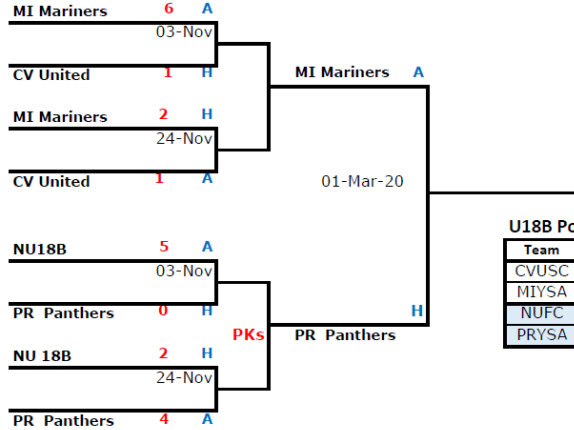 MI Mariners 6 A
03-Nov
CV United 1 H
MI Mariners A
MI Mariners 2 H
24-Nov
CV United 1 A
01-Mar-20
NU18B 5 A
03-Nov
PR Panthers 0 H
H
PKs
PR Panthers
NU 18B 2 H
24-Nov
PR Panthers 4 A
U18B Po
Team
CVUSC
MIYSA
NUFC
PRYSA